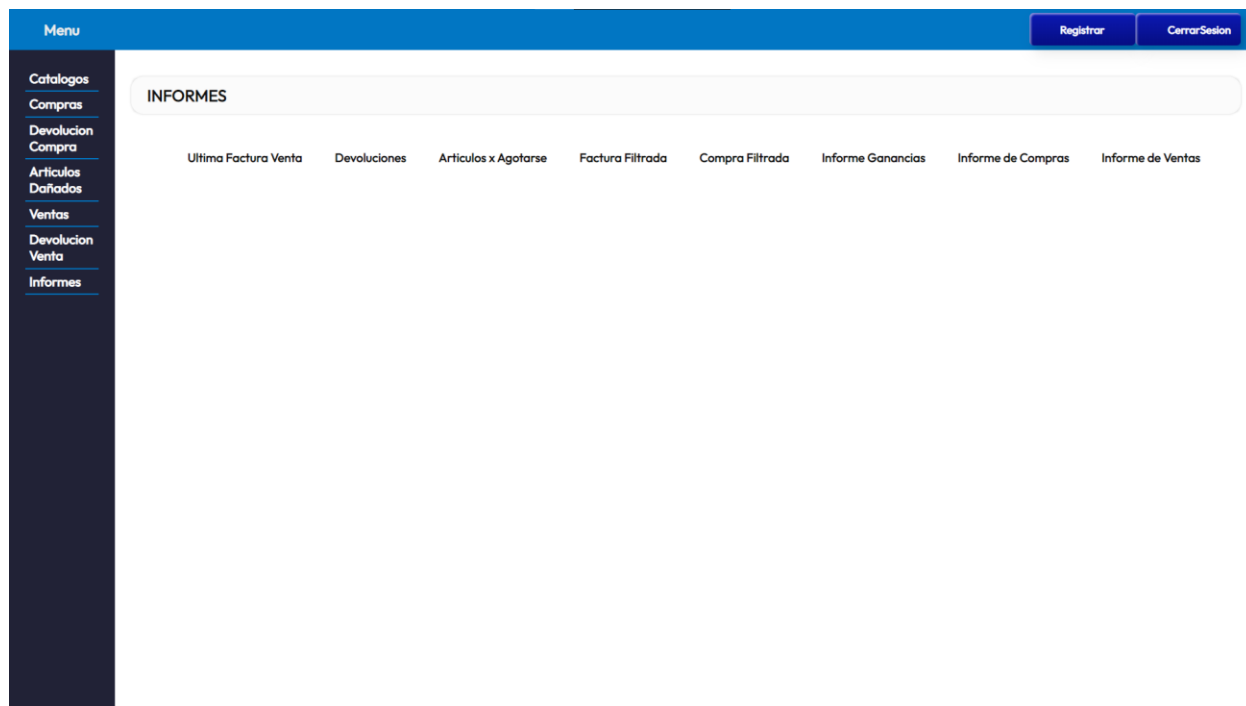 Menu
Registrar
CerrarSesion
Catalogos
Compras
Devolucion
Compra
Articulos
Dañados
Ventas
Devolucion
Venta
Informes
INFORMES
Ultima Factura Venta
Devoluciones
Articulos x Agotarse
Factura Filtrada
Compra Filtrada
Informe Ganancias
Informe de Compras
Informe de Ventas